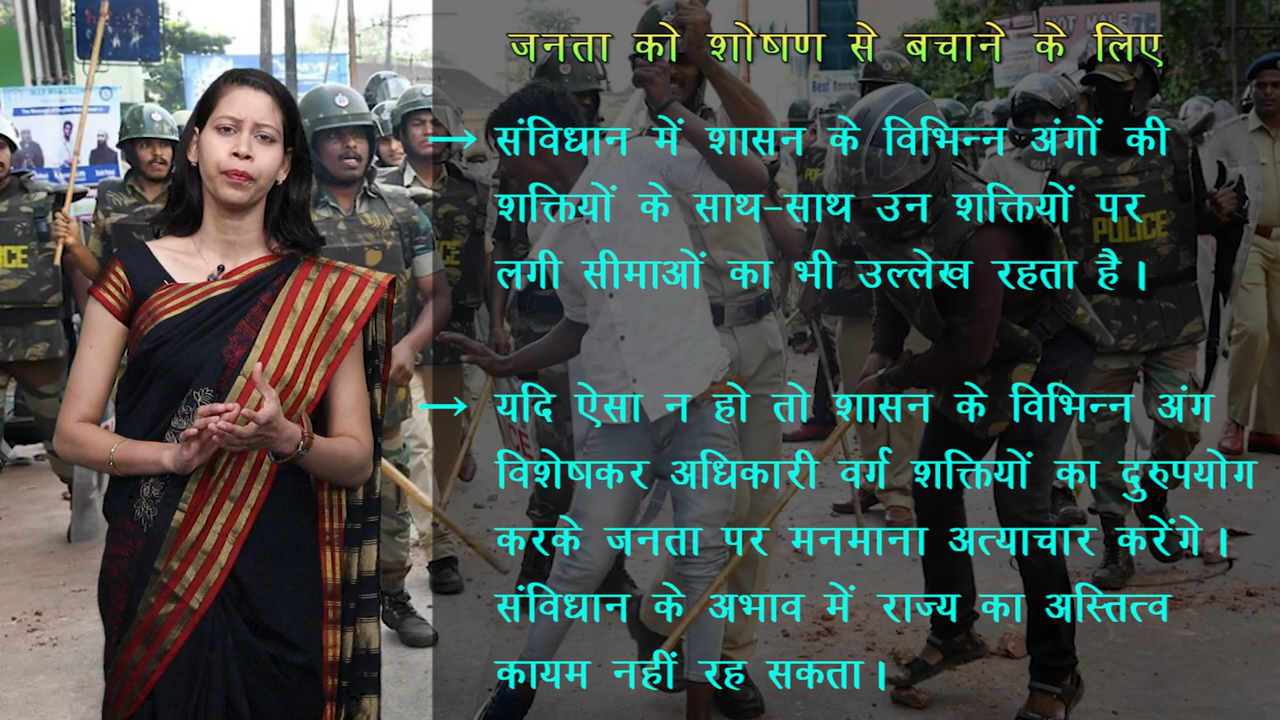 जनता को शोषण से बचाने के लिए
→ संविधान में शासन के विभिन्न अंगों की
शक्तियों के साथ-साथ उन शक्तियों पर
लगी सीमाओं का भी उल्लेख रहता है।
→ यदि ऐसा न हो तो शासन के विभिन्न अंग
विशेषकर अधिकारी वर्ग शक्तियों का दुरुपयोग
करके जनता पर मनमाना अत्याचार करेंगे।
संविधान के अभाव में राज्य का अस्तित्व
कायम नहीं रह सकता।
POLICE